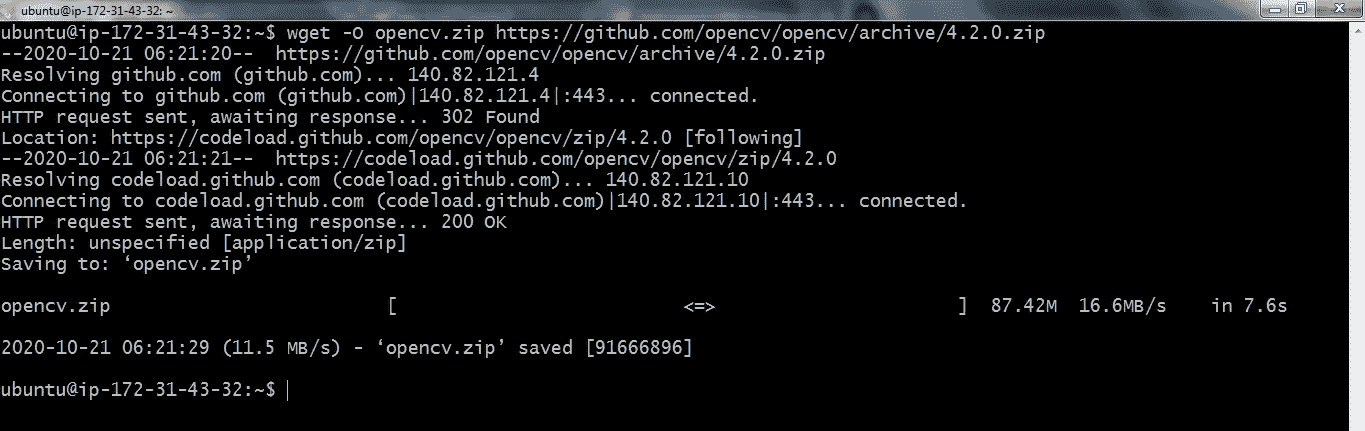 ubuntu@ip-172-31-43-32: ~
ubuntu@ip-172-31-43-32:~$ wget -O opencv.zip https://github.com/opencv/opencv/archive/4.2.0.zip
--2020-10-21 06:21:20--  https://github.com/opencv/opencv/archive/4.2.0.zip
Resolving github.com (github.com)... 140.82.121.4
Connecting to github.com (github.com)|140.82.121.4|:443... connected.
HTTP request sent, awaiting response... 302 Found
Location: https://codeload.github.com/opencv/opencv/zip/4.2.0 [following]
--2020-10-21 06:21:21--  https://codeload.github.com/opencv/opencv/zip/4.2.0
Resolving codeload.github.com (codeload.github.com)... 140.82.121.10
Connecting to codeload.github.com (codeload.github.com)|140.82.121.10|:443... connected.
HTTP request sent, awaiting response... 200 OK
Length: unspecified [application/zip]
Saving to: ‘opencv.zip’
opencv.zip [ <=> ] 87.42M 16.6MB/s in 7.6s
2020-10-21 06:21:29 (11.5 MB/s) - ‘opencv.zip’ saved [91666896]
ubuntu@ip-172-31-43-32:~$